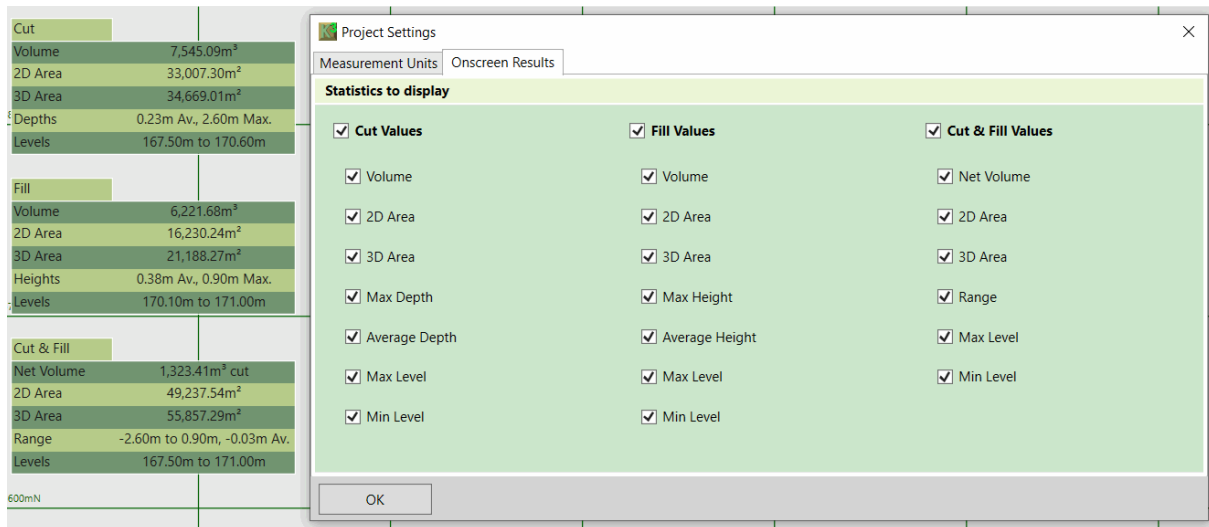 Cut
Volume 7,545.09m³
2D Area 33,007.30m²
3D Area 34,669.01m²
Depths 0.23m Av., 2.60m Max.
Levels 167.50m to 170.60m
Fill
Volume 6,221.68m³
2D Area 16,230.24m²
3D Area 21,188.27m²
Heights 0.38m Av., 0.90m Max.
Levels 170.10m to 171.00m
Cut & Fill
Net Volume 1,323.41m³ cut
2D Area 49,237.54m²
3D Area 55,857.29m²
Range -2.60m to 0.90m, -0.03m Av.
Levels 167.50m to 171.00m
600mN
Project Settings
Measurement Units Onscreen Results
Statistics to display
Cut Values Fill Values Cut & Fill Values
Volume Volume Net Volume
2D Area 2D Area 2D Area
3D Area 3D Area 3D Area
Max Depth Max Height Range
Average Depth Average Height Max Level
Max Level Max Level Min Level
Min Level Min Level
OK